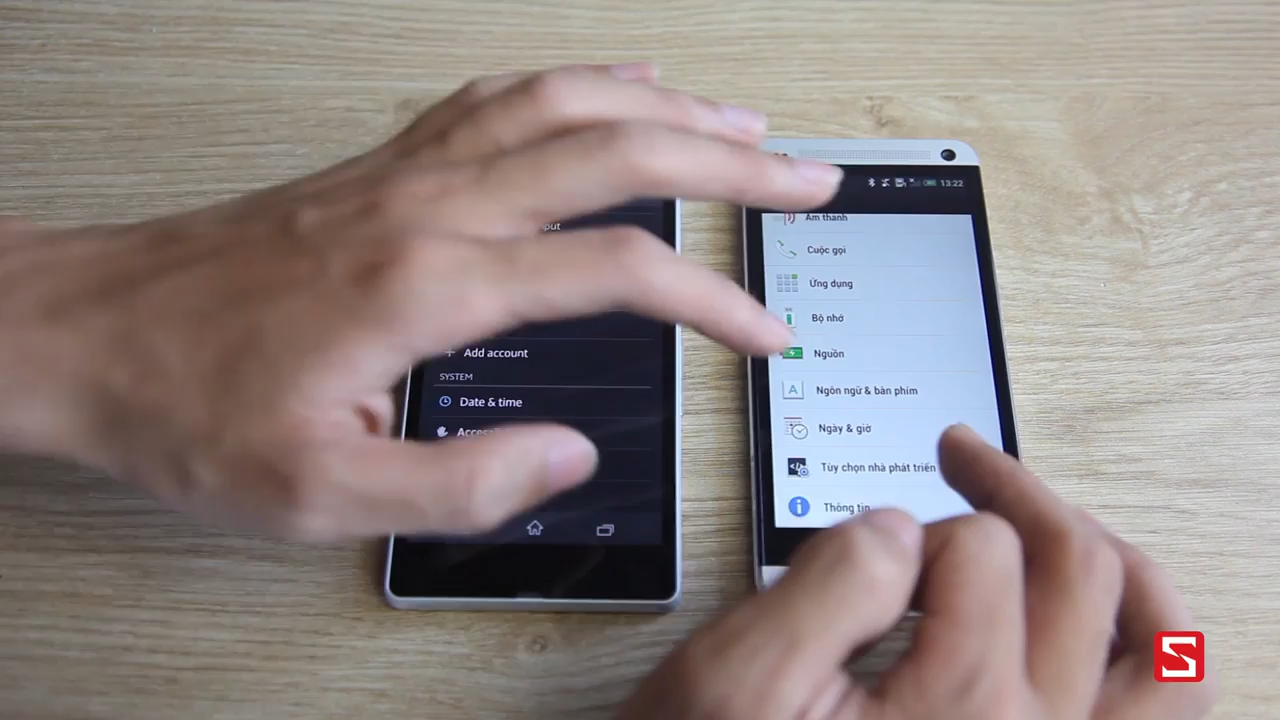 13:22
Âm thanh
put
Cuộc gọi
Ứng dụng
Bộ nhớ
Add account
Nguồn
SYSTEM
Ngôn ngữ & bàn phím
Date & time
Ngày & giờ
Tùy chọn nhà phát triển
Thông tin
S